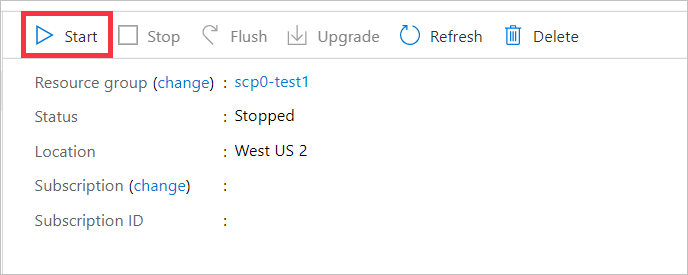 Start Stop Flush Upgrade Refresh Delete
Resource group (change) : scp0-test1
Status : Stopped
Location : West US 2
Subscription (change) :
Subscription ID :